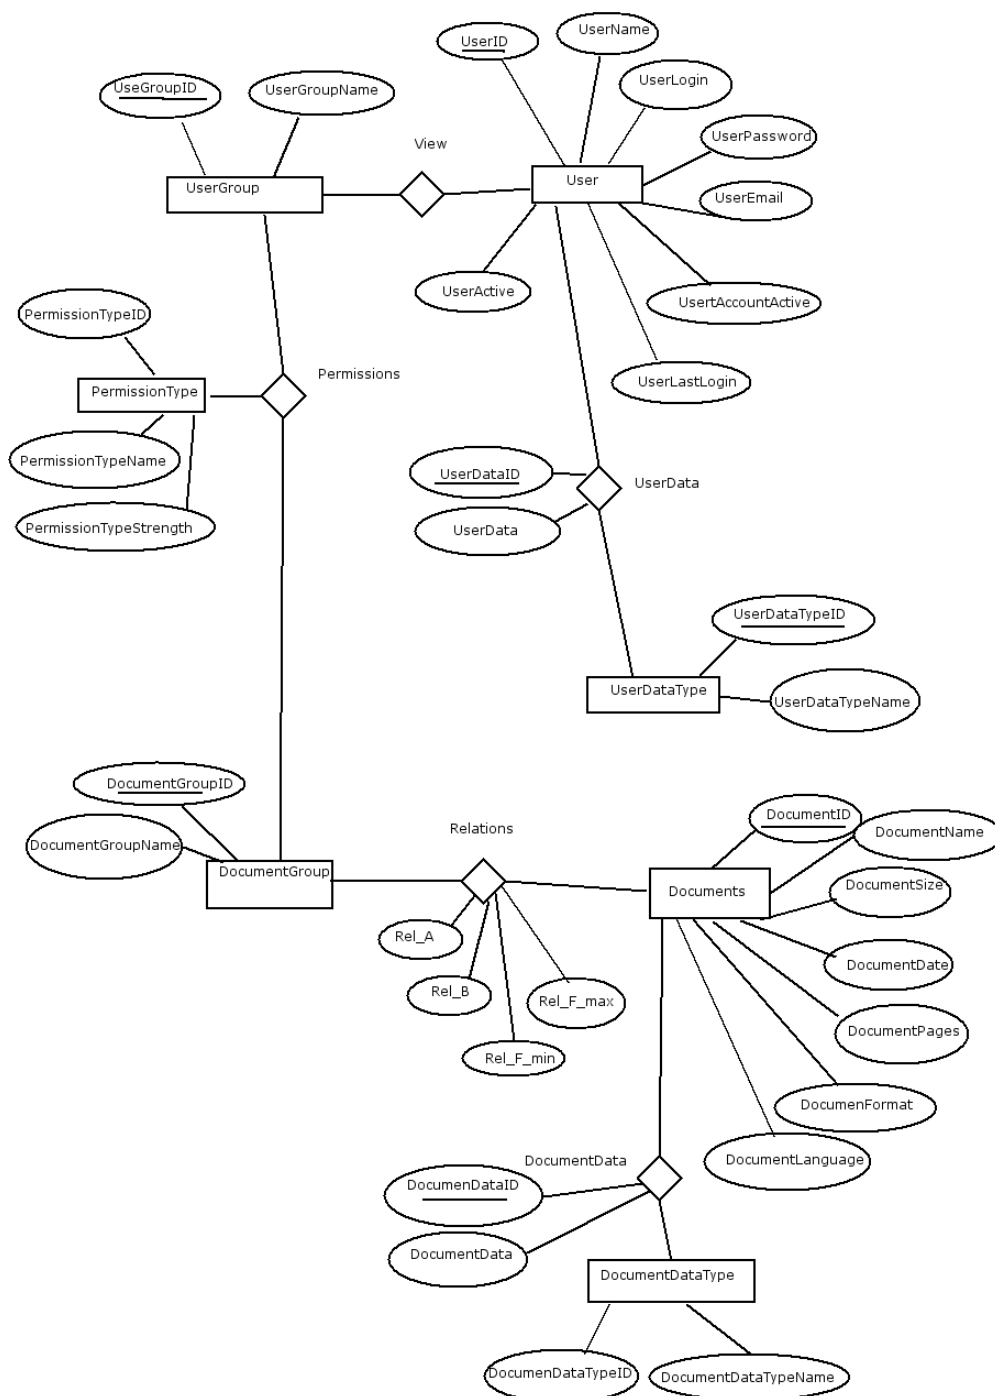 UserName
UserID
UserLogin
UseGroupID
UserGroupName
UserPassword
View
User
UserGroup
UserEmail
UserActive
UsertAccountActive
PermissionTypeID
Permissions
UserLastLogin
PermissionType
PermissionTypeName
UserDataID
UserData
PermissionTypeStrength
UserData
UserDataTypeID
UserDataType
UserDataTypeName
DocumentGroupID
DocumentID
DocumentName
Relations
DocumentGroupName
DocumentGroup
DocumentSize
Documents
Rel_A
DocumentDate
Rel_B
Rel_F_max
DocumentPages
Rel_F_min
DocumenFormat
DocumentData
DocumentLanguage
DocumenDataID
DocumentData
DocumentDataType
DocumenDataTypeID
DocumentDataTypeName